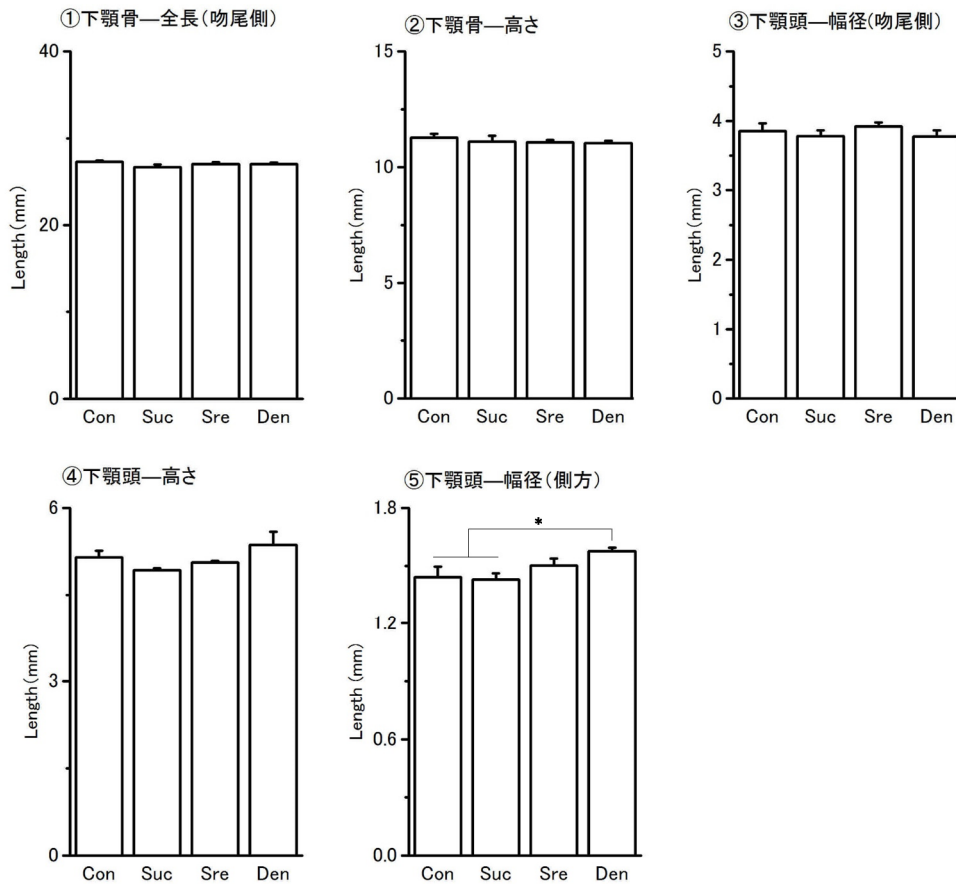 ①下顎骨―全長(吻尾側)
40
20
0
Length(mm)
Con Suc Sre Den
②下顎骨―高さ
15
10
5
0
Length(mm)
Con Suc Sre Den
③下顎頭―幅径(吻尾側)
5
4
3
2
1
0
Length(mm)
Con Suc Sre Den
④下顎頭―高さ
6
3
0
Length(mm)
Con Suc Sre Den
⑤下顎頭―幅径(側方)
1.8
1.2
0.6
0.0
Length(mm)
*
Con Suc Sre Den